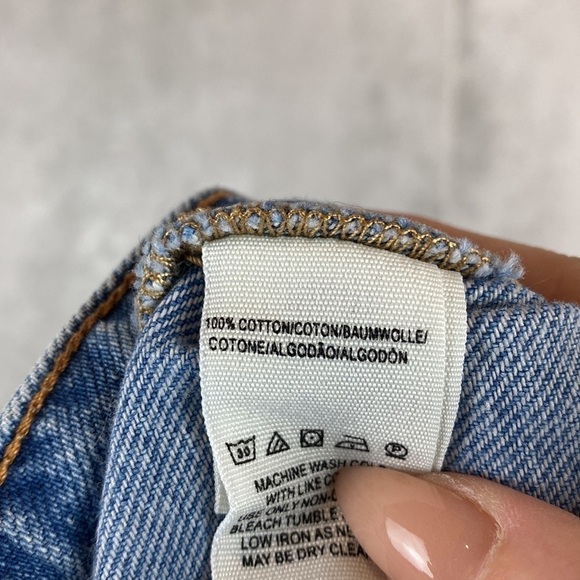 100% COTTON/COTON/BAUMWOLLE/
COTONE/ALGODÃO/ALGODÓN
30 P
MACHINE WASH
WITH LIKE
USE ONLY NON-
BLEACH TUMBLE
LOW IRON AS
MAY BE DRY